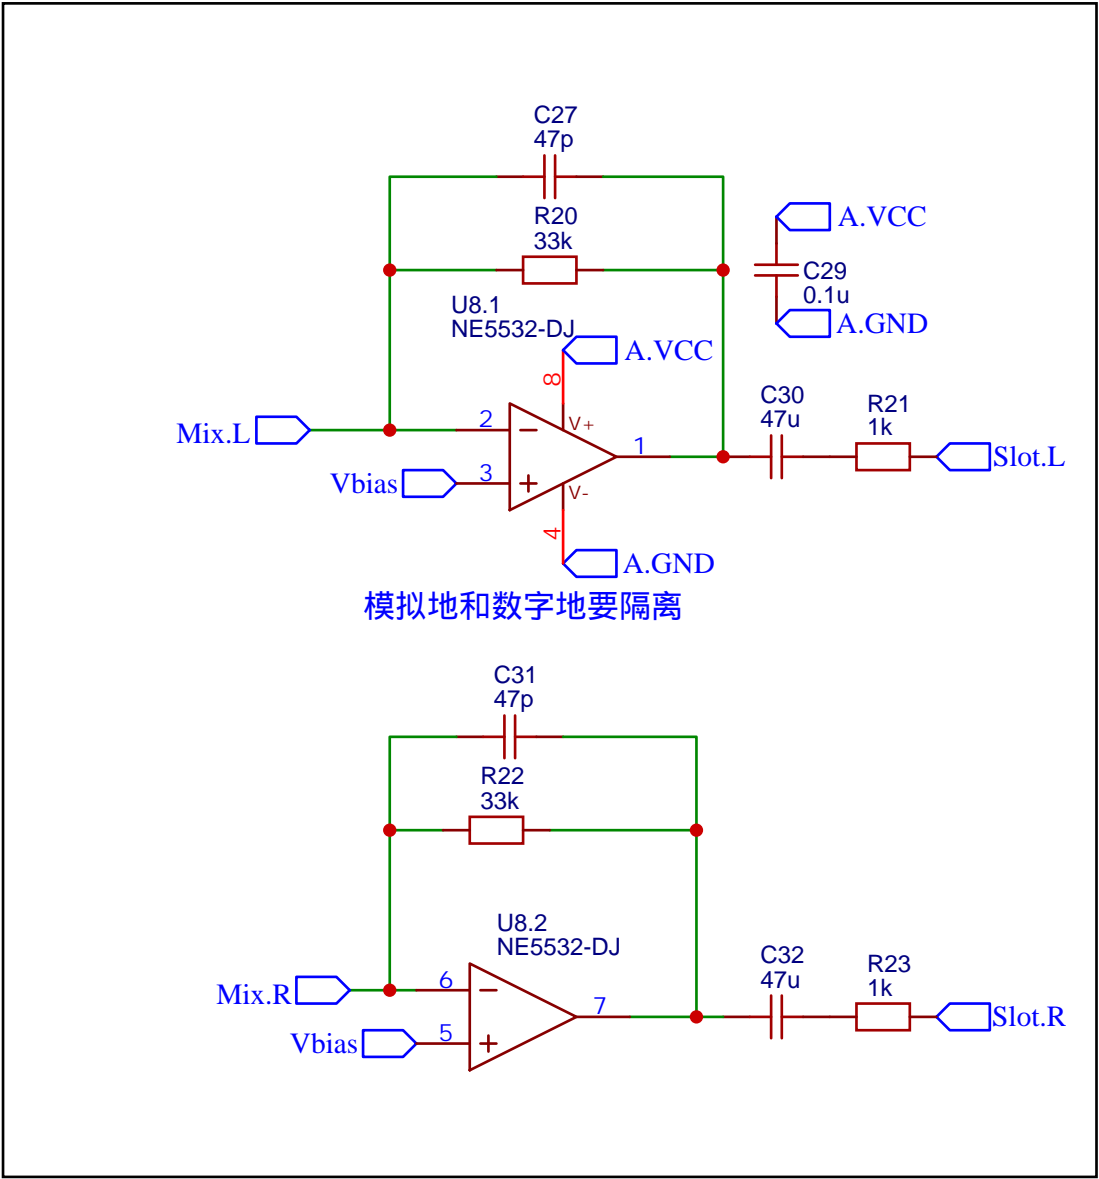 C27
47p
R20
33k
A.VCC
C29
0.1u
A.GND
U8.1
NE5532-DJ
A.VCC
8
V+
Mix.L
2
1
C30
47u
R21
1k
Slot.L
Vbias
3
V-
4
A.GND
模拟地和数字地要隔离
C31
47p
R22
33k
U8.2
NE5532-DJ
Mix.R
6
7
C32
47u
R23
1k
Slot.R
Vbias
5